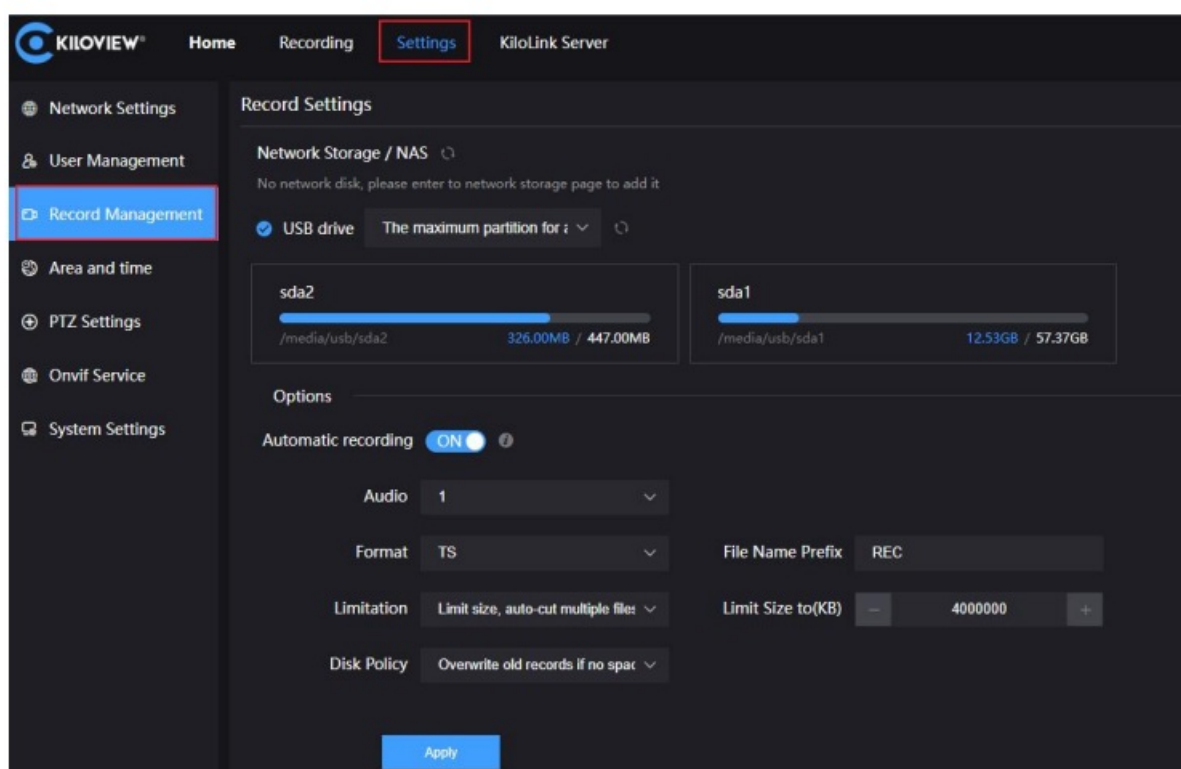 KILOVIEW® Home Recording Settings KiloLink Server
Network Settings
User Management
Record Management
Area and time
PTZ Settings
Onvif Service
System Settings
Record Settings
Network Storage / NAS
No network disk, please enter to network storage page to add it
USB drive The maximum partition for a
sda2
/media/usb/sda2 326.00MB / 447.00MB
sda1
/media/usb/sda1 12.53GB / 57.37GB
Options
Automatic recording ON
Audio 1
Format TS File Name Prefix REC
Limitation Limit size, auto-cut multiple files Limit Size to(KB) − 4000000 +
Disk Policy Overwrite old records if no spac
Apply